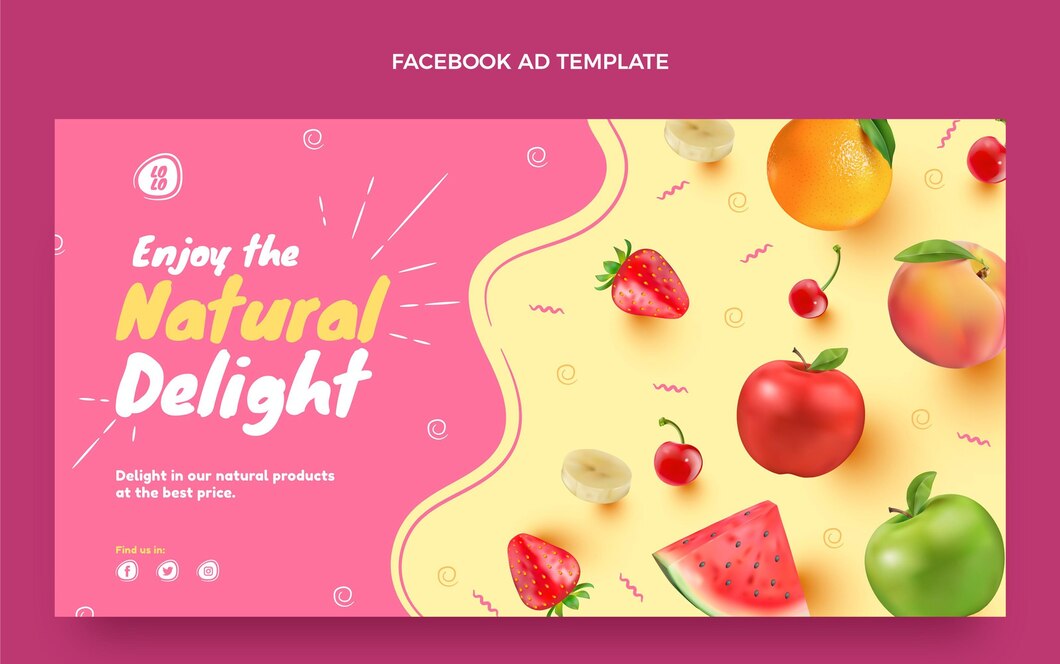 FACEBOOK AD TEMPLATE
LO
LO
Enjoy the
Natural
Delight
Delight in our natural products
at the best price.
Find us in: